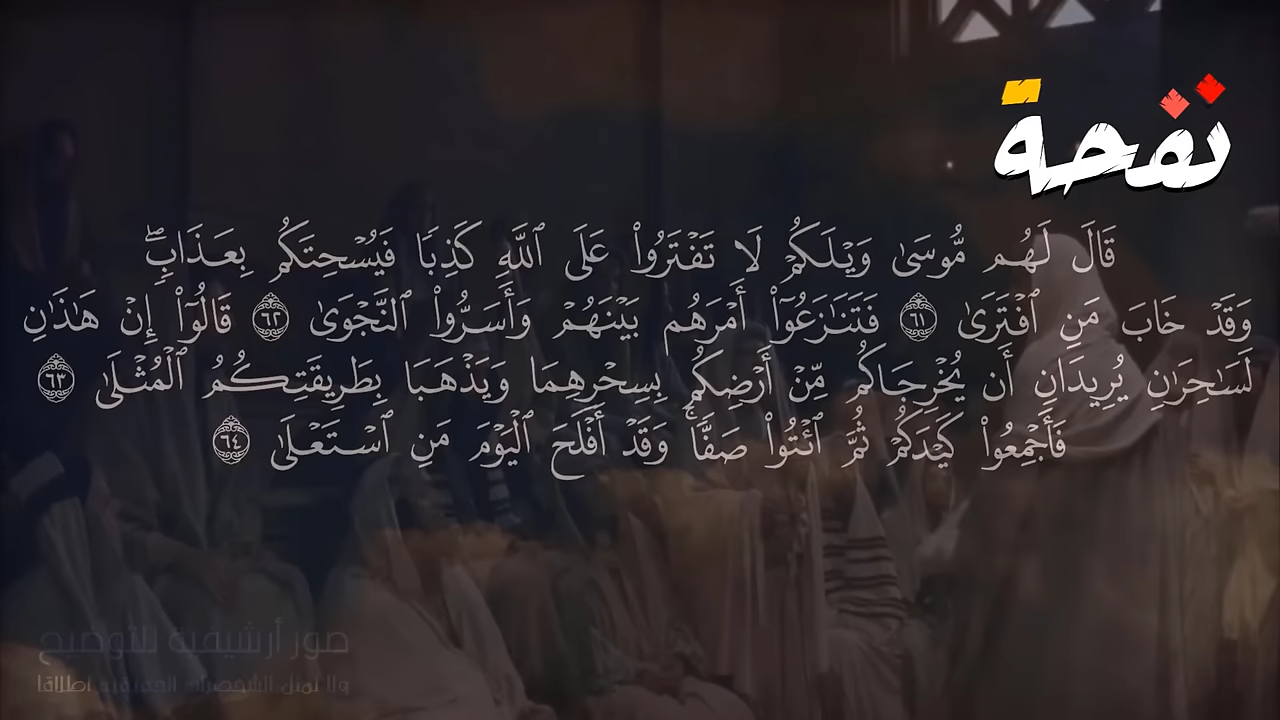 نفحة
قَالَ لَهُم مُّوسَىٰ وَيْلَكُمْ لَا تَفْتَرُوا۟ عَلَى ٱللَّهِ كَذِبًا فَيُسْحِتَكُم بِعَذَابٍۢ ۖ
وَقَدْ خَابَ مَنِ ٱفْتَرَىٰ ٦١ فَتَنَـٰزَعُوٓا۟ أَمْرَهُم بَيْنَهُمْ وَأَسَرُّوا۟ ٱلنَّجْوَىٰ ٦٢ قَالُوٓا۟ إِنْ هَـٰذَٰنِ
لَسَـٰحِرَٰنِ يُرِيدَانِ أَن يُخْرِجَاكُم مِّنْ أَرْضِكُم بِسِحْرِهِمَا وَيَذْهَبَا بِطَرِيقَتِكُمُ ٱلْمُثْلَىٰ ٦٣
فَأَجْمِعُوا۟ كَيْدَكُمْ ثُمَّ ٱئْتُوا۟ صَفًّا ۚ وَقَدْ أَفْلَحَ ٱلْيَوْمَ مَنِ ٱسْتَعْلَىٰ ٦٤
صور أرشيفية للتوضيح
ولا تمثل الشخصيات الحقيقية إطلاقا